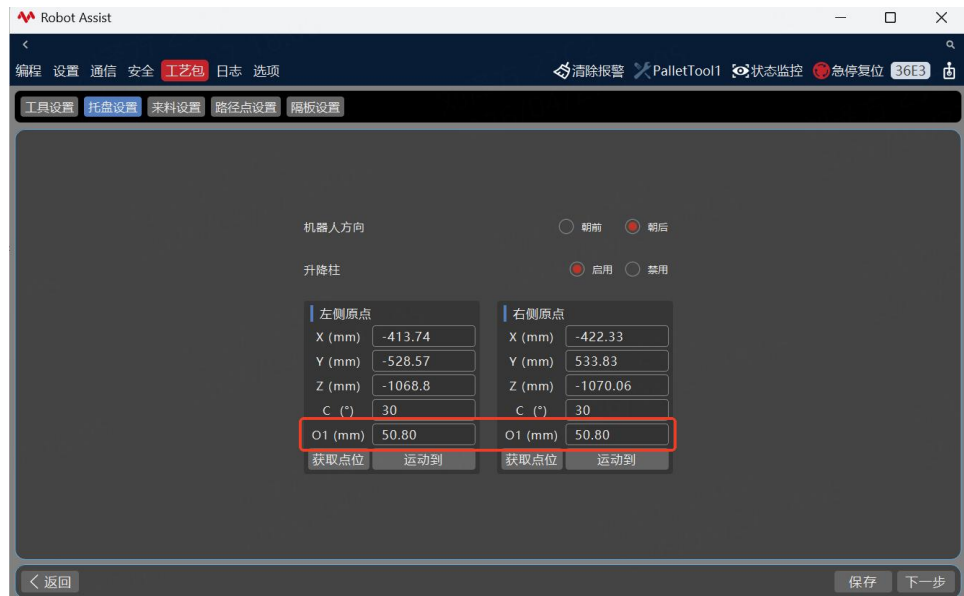 Robot Assist
编程 设置 通信 安全 工艺包 日志 选项 清除报警 PalletTool1 状态监控 急停复位 36E3
工具设置 托盘设置 来料设置 路径点设置 隔板设置
机器人方向 朝前 朝后
升降柱 启用 禁用
左侧原点 右侧原点
X (mm) -413.74 X (mm) -422.33
Y (mm) -528.57 Y (mm) 533.83
Z (mm) -1068.8 Z (mm) -1070.06
C (°) 30 C (°) 30
O1 (mm) 50.80 O1 (mm) 50.80
获取点位 运动到 获取点位 运动到
返回 保存 下一步